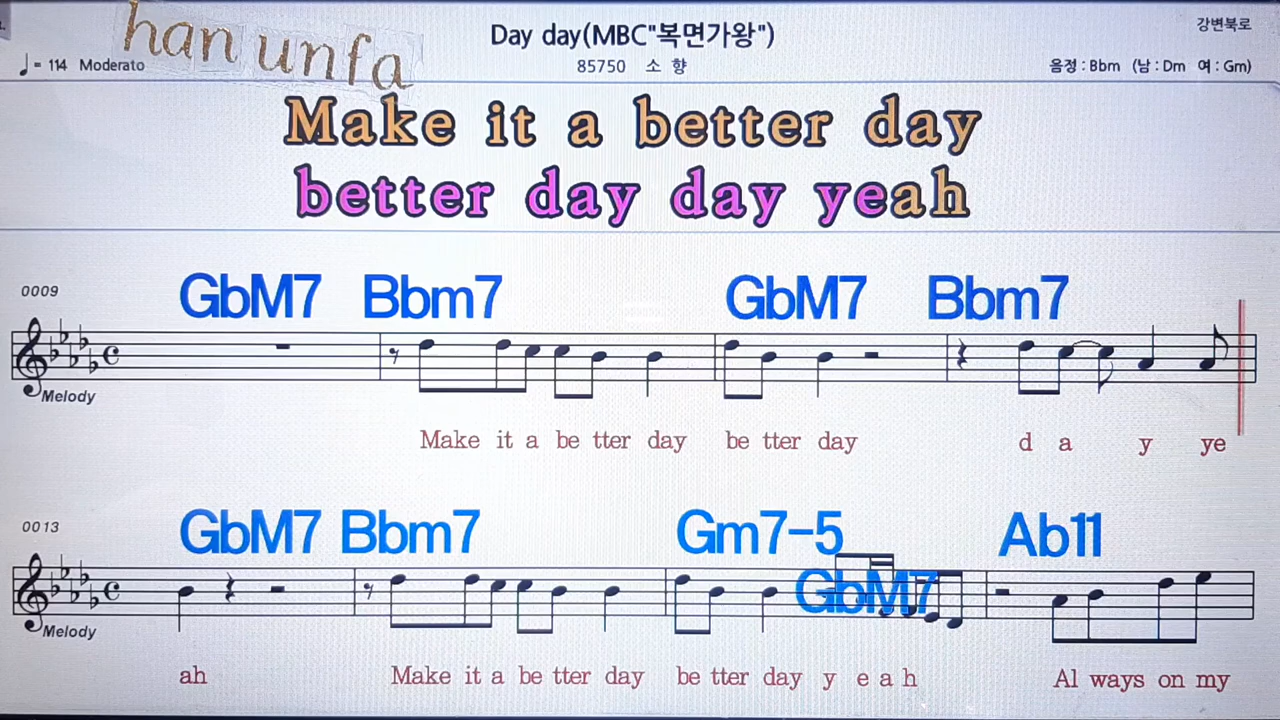 han unfa
Day day(MBC"복면가왕")
강변북로
♩= 114 Moderato
85750 소 향
음정 : Bbm (남 : Dm 여 : Gm)
Make it a better day
better day day yeah
0009
GbM7 Bbm7 GbM7 Bbm7
Melody
Make it a be tter day be tter day d a y ye
0013
GbM7 Bbm7 Gm7-5 GbM7 Ab11
Melody
ah Make it a be tter day be tter day y e a h Al ways on my